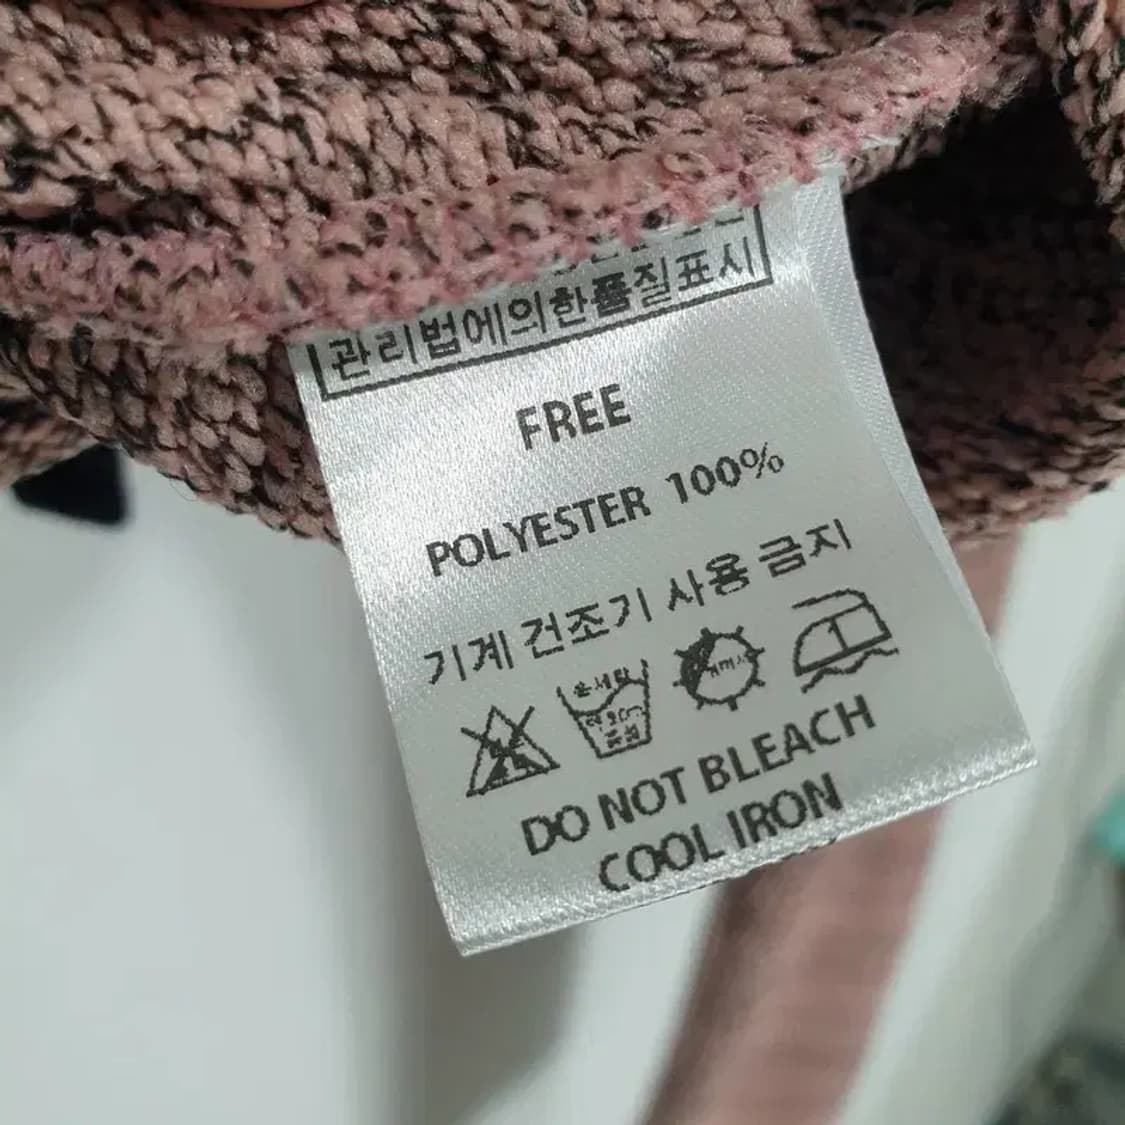 관리법에의한품질표시
FREE
POLYESTER 100%
기계 건조기 사용 금지
DO NOT BLEACH
COOL IRON